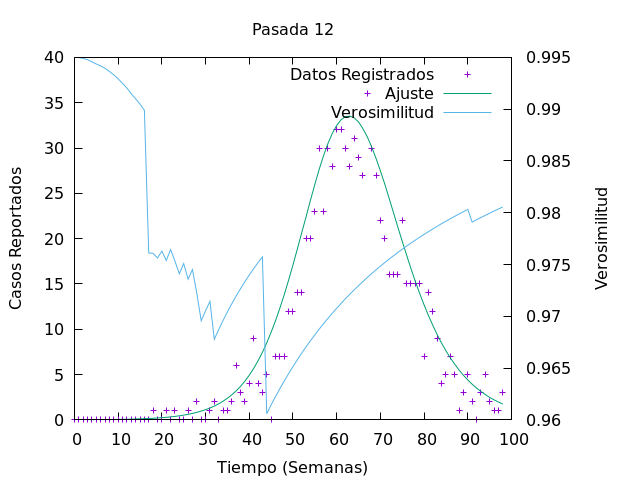 Pasada 12
40
35
30
25
20
15
10
5
0
0.995
0.99
0.985
0.98
0.975
0.97
0.965
0.96
Datos Registrados
Ajuste
Verosimilitud
Casos Reportados
Verosimilitud
0 10 20 30 40 50 60 70 80 90 100
Tiempo (Semanas)